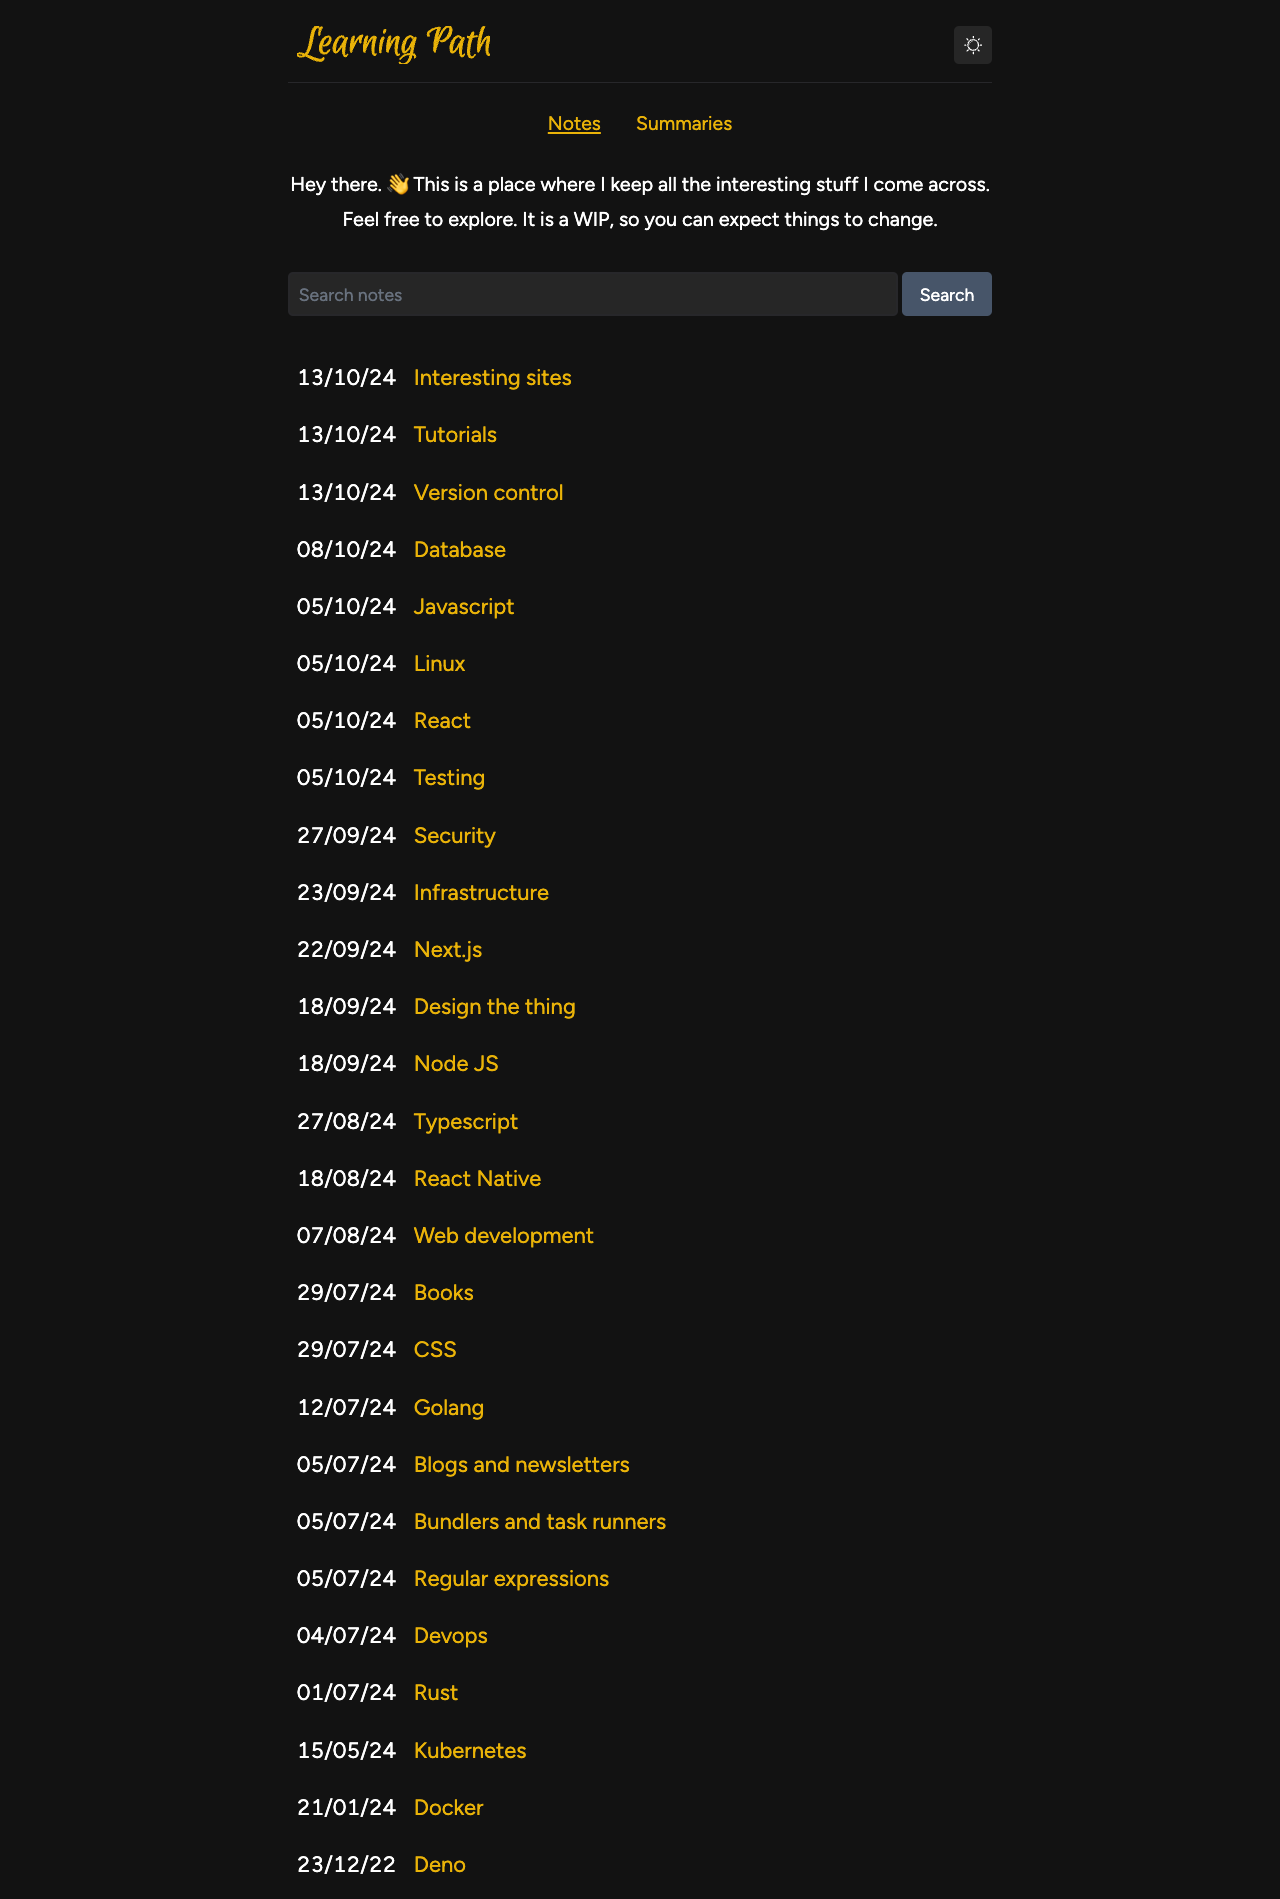 Learning Path
Notes Summaries
Hey there. 👋 This is a place where I keep all the interesting stuff I come across.
Feel free to explore. It is a WIP, so you can expect things to change.
Search notes Search
13/10/24 Interesting sites
13/10/24 Tutorials
13/10/24 Version control
08/10/24 Database
05/10/24 Javascript
05/10/24 Linux
05/10/24 React
05/10/24 Testing
27/09/24 Security
23/09/24 Infrastructure
22/09/24 Next.js
18/09/24 Design the thing
18/09/24 Node JS
27/08/24 Typescript
18/08/24 React Native
07/08/24 Web development
29/07/24 Books
29/07/24 CSS
12/07/24 Golang
05/07/24 Blogs and newsletters
05/07/24 Bundlers and task runners
05/07/24 Regular expressions
04/07/24 Devops
01/07/24 Rust
15/05/24 Kubernetes
21/01/24 Docker
23/12/22 Deno